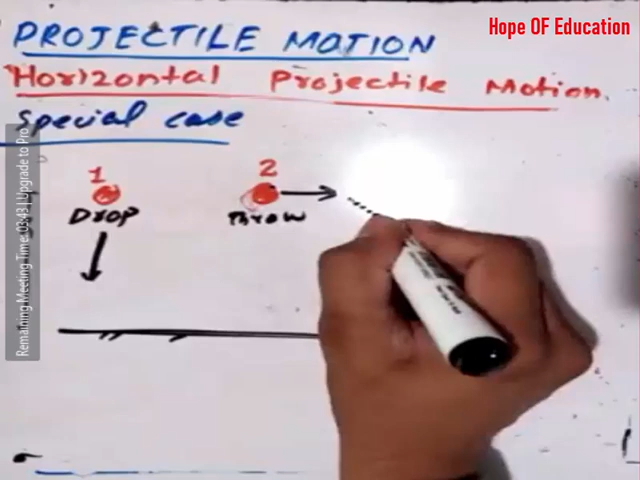 Hope OF Education
PROJECTILE MOTION
Horizontal Projectile Motion
special case
1 2
Drop Throw
Remaining Meeting Time: 03:43 | Upgrade to Pro